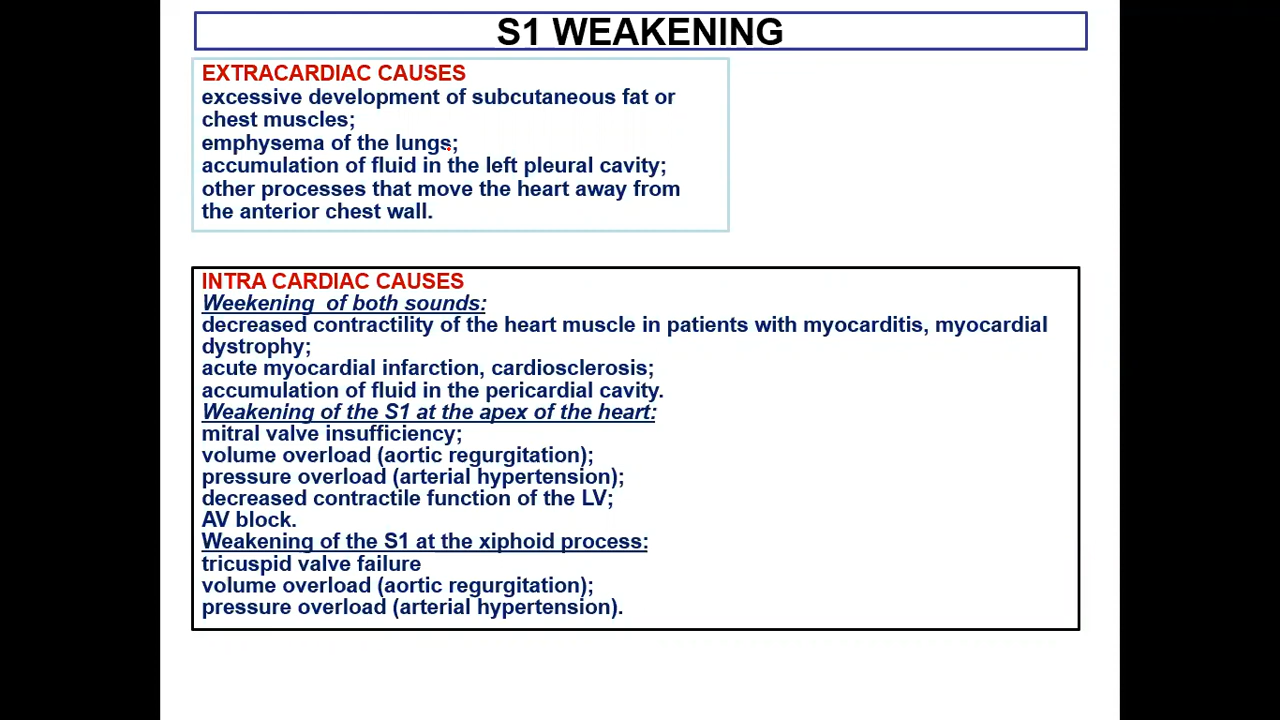 S1 WEAKENING
EXTRACARDIAC CAUSES
excessive development of subcutaneous fat or
chest muscles;
emphysema of the lungs;
accumulation of fluid in the left pleural cavity;
other processes that move the heart away from
the anterior chest wall.
INTRA CARDIAC CAUSES
Weekening of both sounds:
decreased contractility of the heart muscle in patients with myocarditis, myocardial
dystrophy;
acute myocardial infarction, cardiosclerosis;
accumulation of fluid in the pericardial cavity.
Weakening of the S1 at the apex of the heart:
mitral valve insufficiency;
volume overload (aortic regurgitation);
pressure overload (arterial hypertension);
decreased contractile function of the LV;
AV block.
Weakening of the S1 at the xiphoid process:
tricuspid valve failure
volume overload (aortic regurgitation);
pressure overload (arterial hypertension).